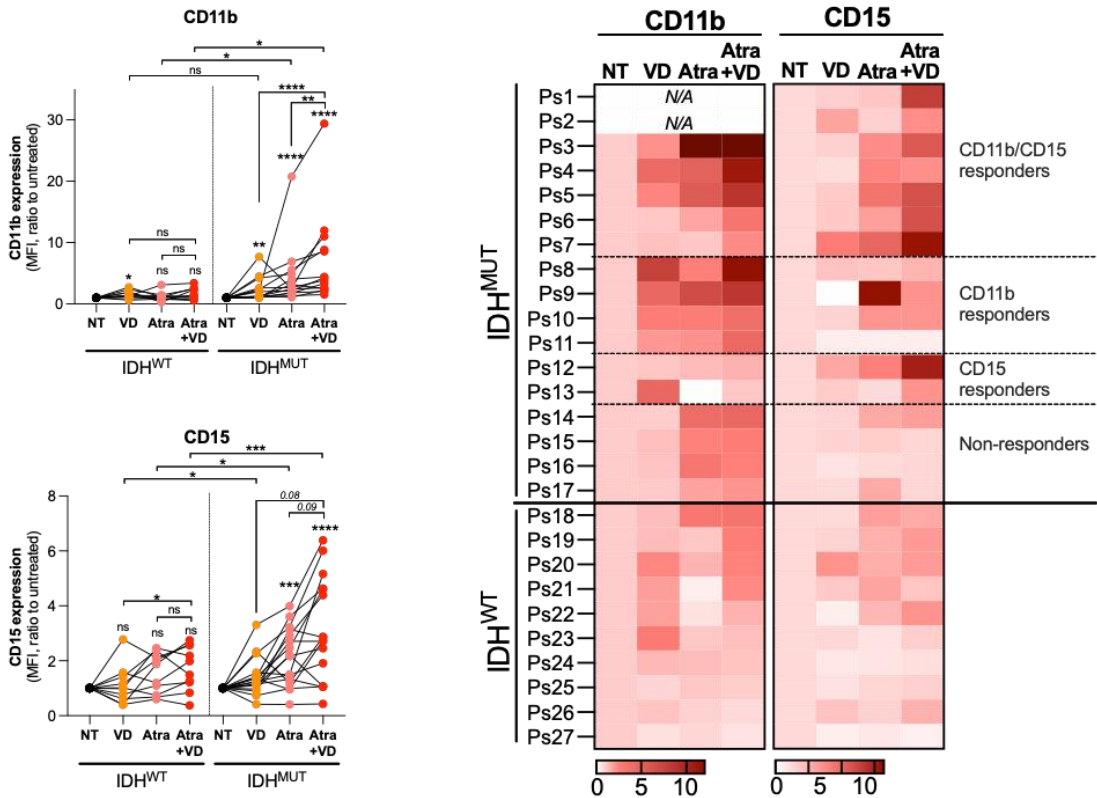 CD11b
*
*
ns
****
**
****
****
**
ns
ns
*
ns
ns
CD11b expression
(MFI, ratio to untreated)
30
20
10
0
NT VD Atra Atra +VD NT VD Atra Atra +VD
IDHWT IDHMUT
CD15
***
*
*
0.08
0.09
****
***
*
ns
ns
ns
ns
CD15 expression
(MFI, ratio to untreated)
8
6
4
2
0
NT VD Atra Atra +VD NT VD Atra Atra +VD
IDHWT IDHMUT
CD11b CD15
NT VD Atra Atra +VD NT VD Atra Atra +VD
IDHMUT
Ps1 N/A
Ps2 N/A
Ps3
Ps4
Ps5
Ps6
Ps7
CD11b/CD15
responders
Ps8
Ps9
Ps10
Ps11
CD11b
responders
Ps12
Ps13
CD15
responders
Ps14
Ps15
Ps16
Ps17
Non-responders
IDHWT
Ps18
Ps19
Ps20
Ps21
Ps22
Ps23
Ps24
Ps25
Ps26
Ps27
0 5 10 0 5 10